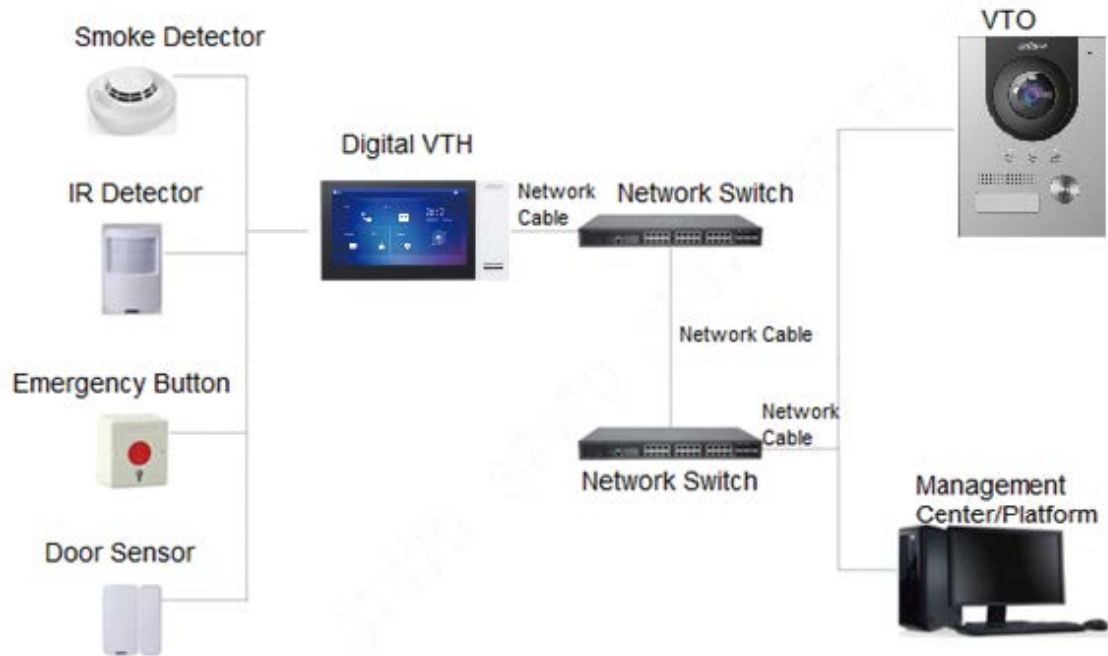 Smoke Detector
VTO
Digital VTH
IR Detector
Network
Cable
Network Switch
Network Cable
Emergency Button
Network
Cable
Network Switch
Management
Center/Platform
Door Sensor